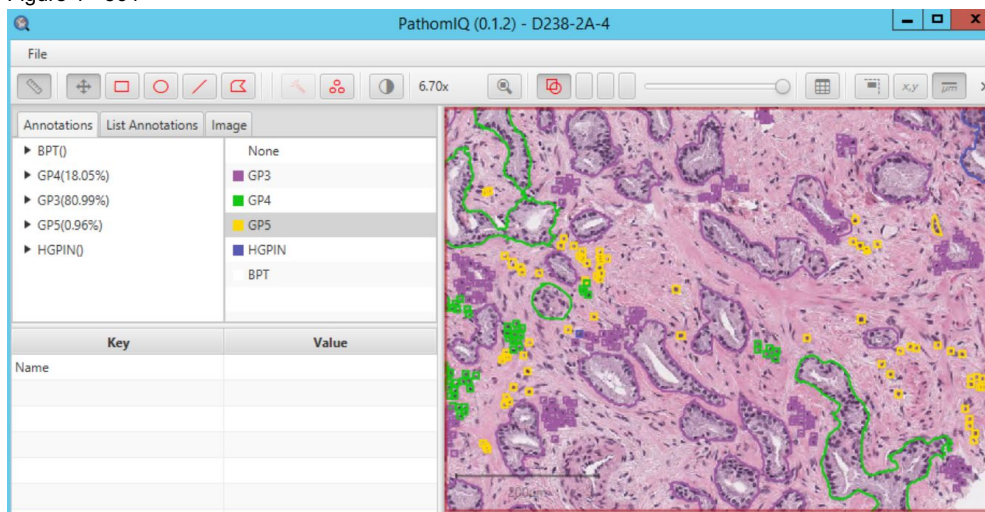 PathomIQ (0.1.2) - D238-2A-4
File
6.70x
x,y
µm
Annotations
List Annotations
Image
BPT()
GP4(18.05%)
GP3(80.99%)
GP5(0.96%)
HGPIN()
None
GP3
GP4
GP5
HGPIN
BPT
Key
Value
Name